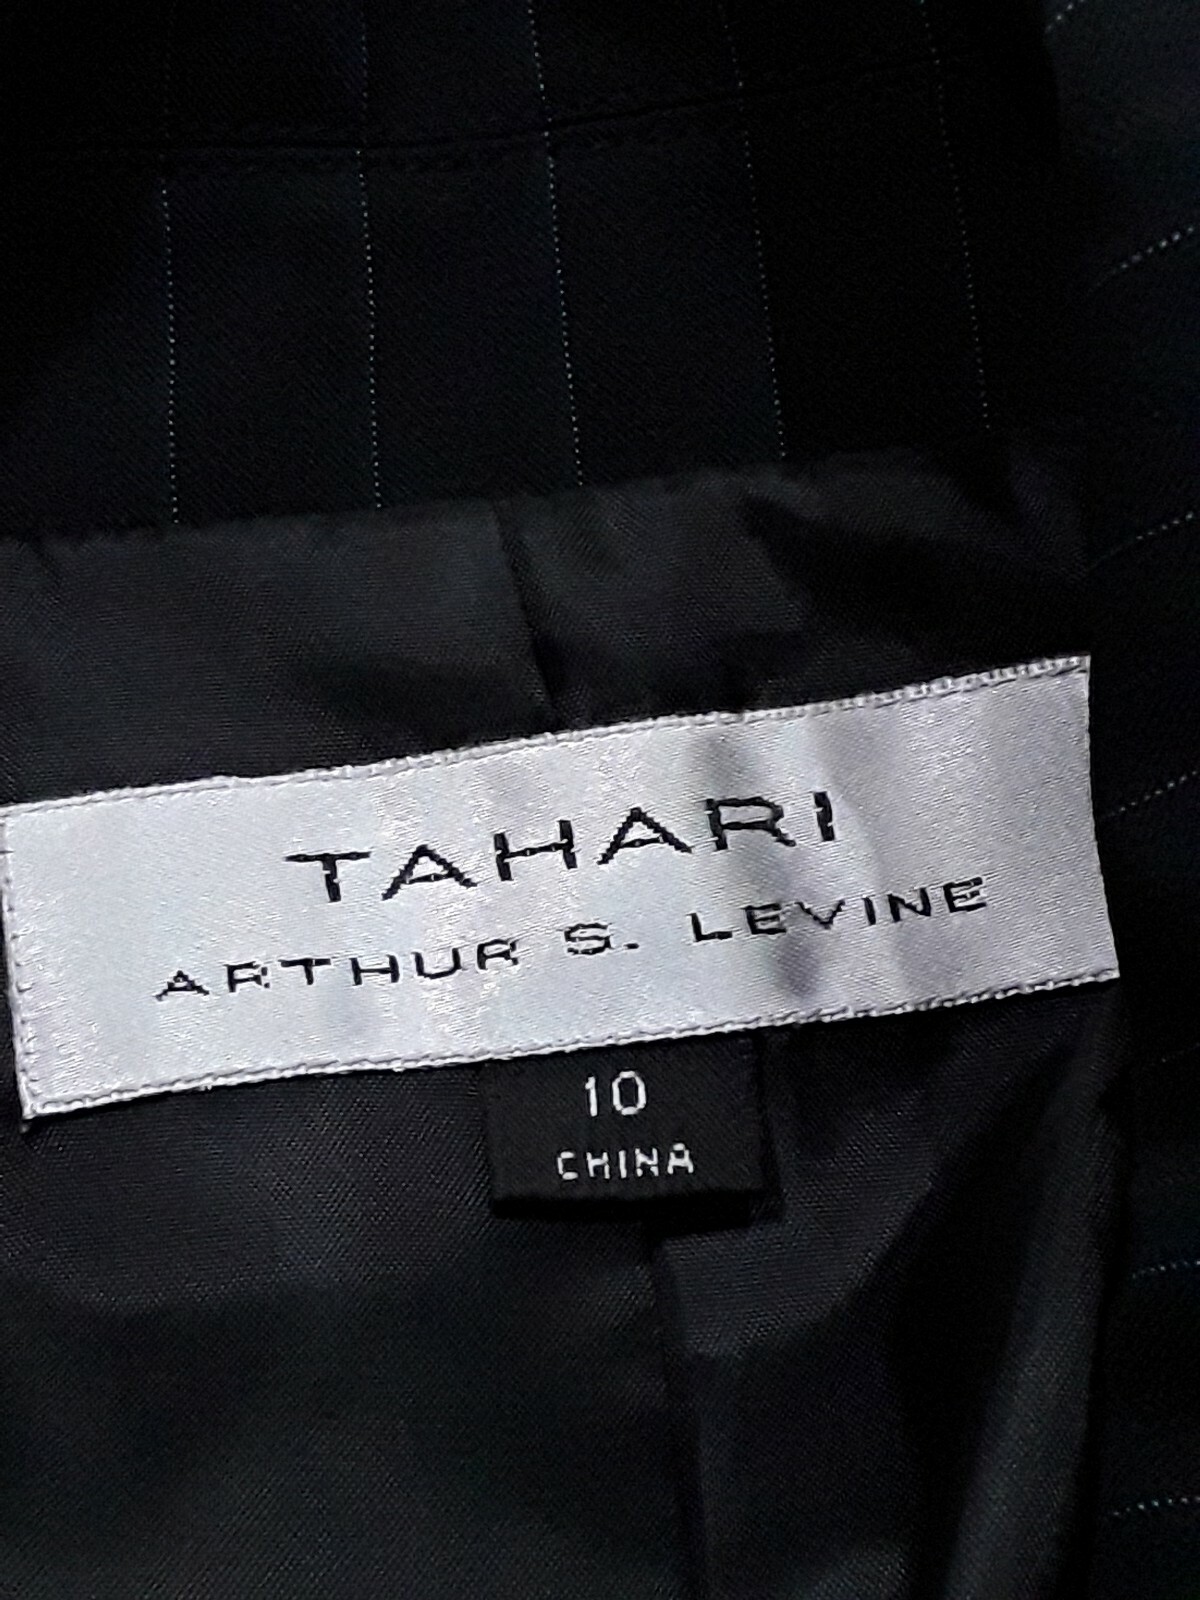 TAHARI
ARTHUR S. LEVINE
10
CHINA